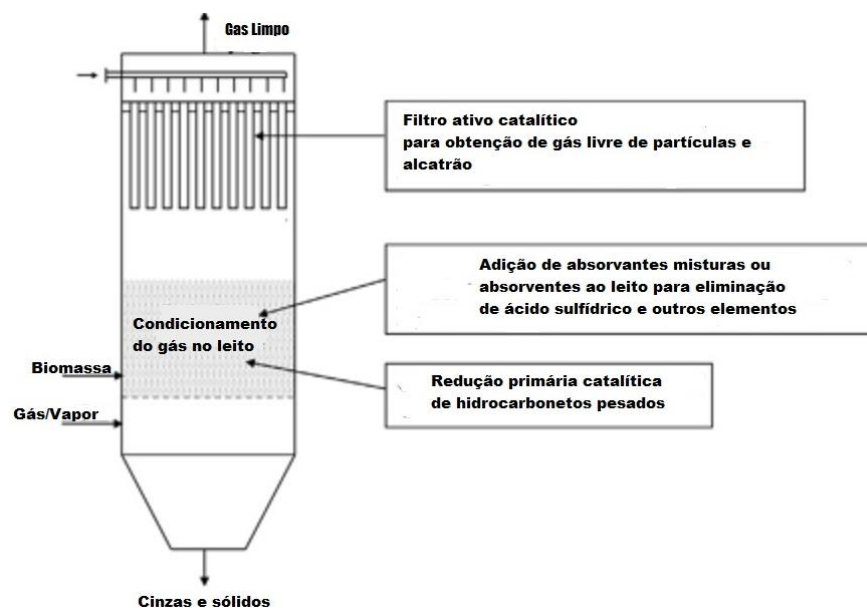 Gas Limpo
Filtro ativo catalítico
para obtenção de gás livre de partículas e
alcatrão
Adição de absorvantes misturas ou
absorventes ao leito para eliminação
de ácido sulfídrico e outros elementos
Condicionamento
do gás no leito
Biomassa
Redução primária catalítica
de hidrocarbonetos pesados
Gás/Vapor
Cinzas e sólidos